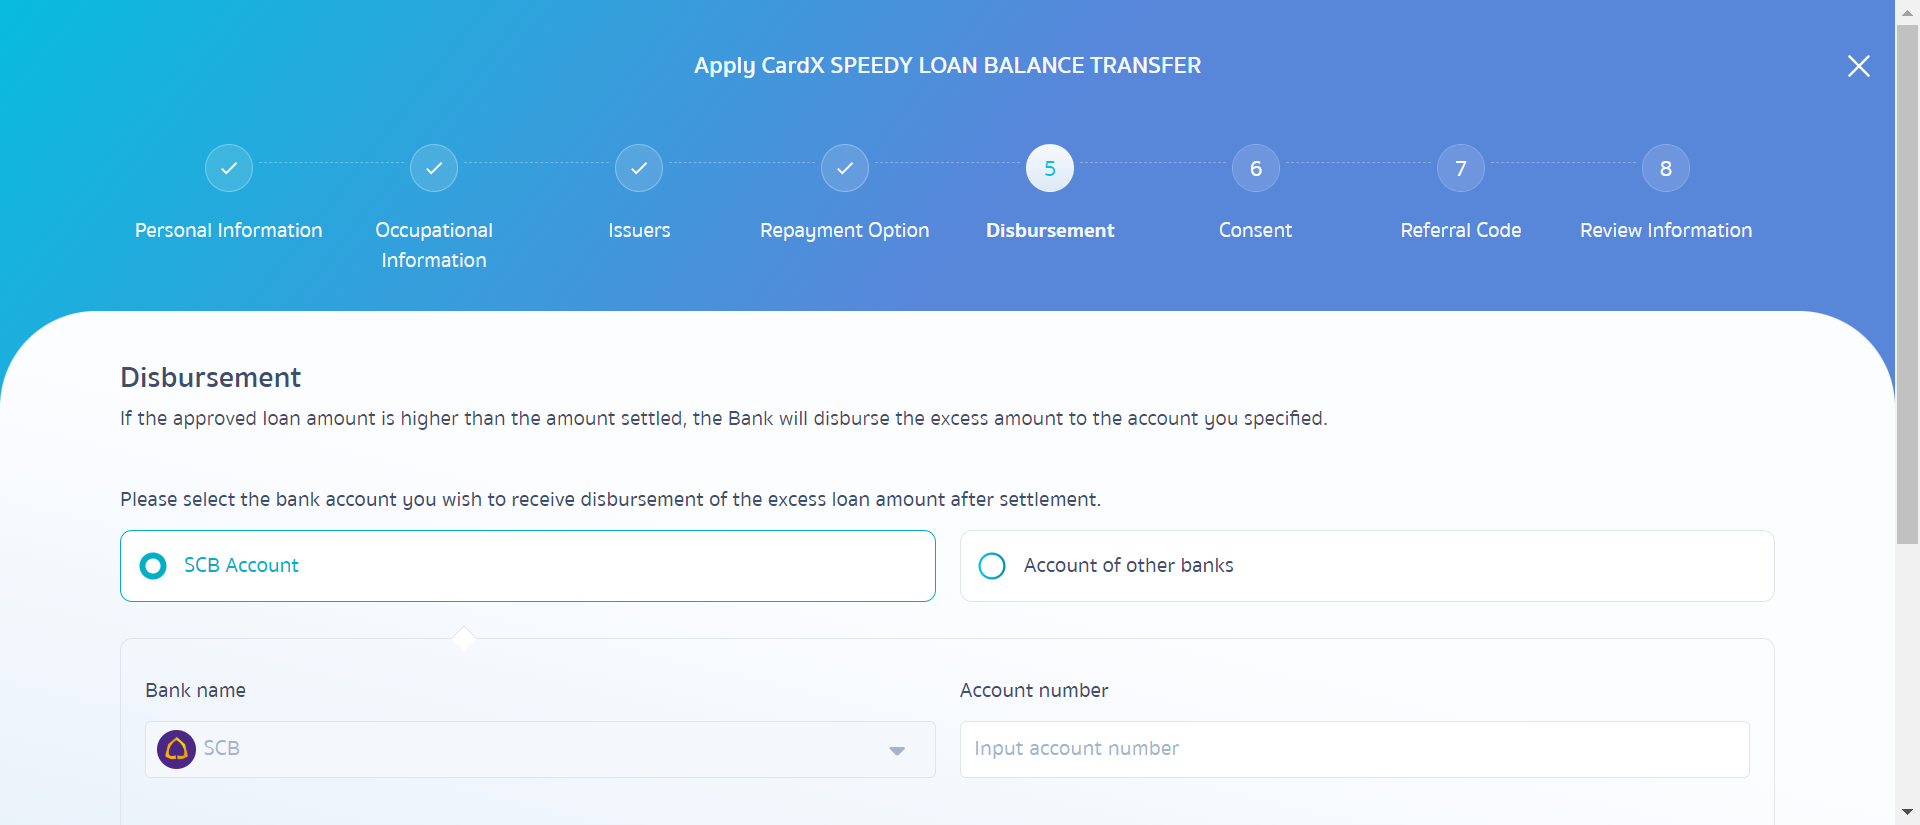 Apply CardX SPEEDY LOAN BALANCE TRANSFER
5
6
7
8
Personal Information
Occupational
Information
Issuers
Repayment Option
Disbursement
Consent
Referral Code
Review Information
Disbursement
If the approved loan amount is higher than the amount settled, the Bank will disburse the excess amount to the account you specified.
Please select the bank account you wish to receive disbursement of the excess loan amount after settlement.
SCB Account
Account of other banks
Bank name
Account number
SCB
Input account number